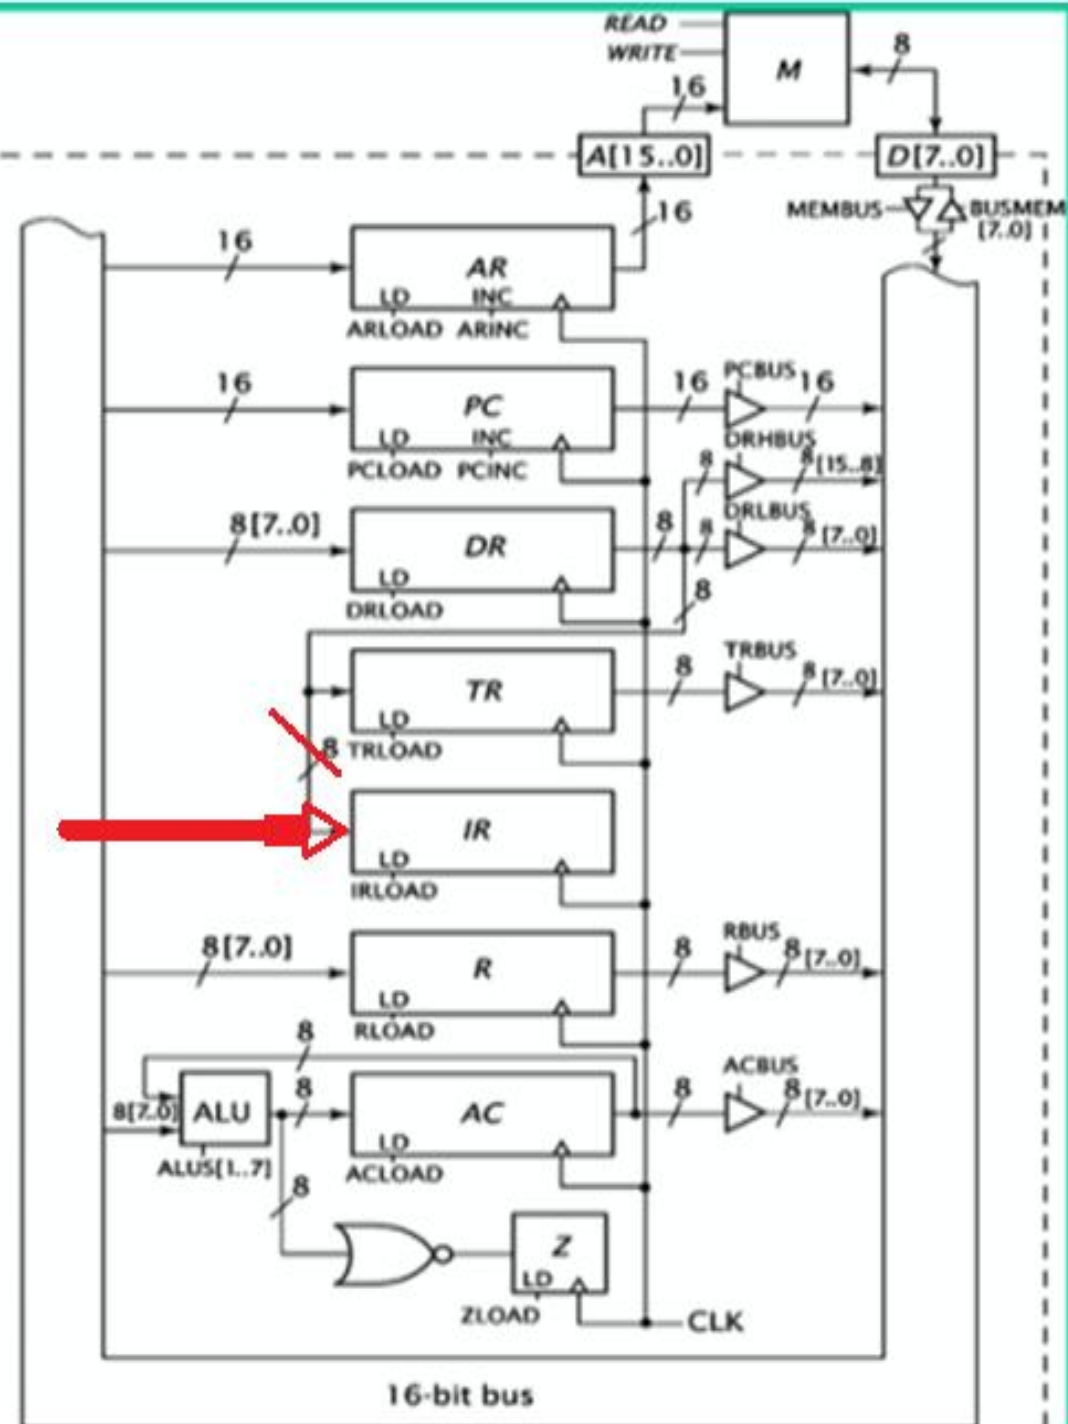 READ
WRITE
M
8
16
A[15..0]
D[7..0]
MEMBUS
BUSMEM
[7..0]
16
16
AR
LD INC
ARLOAD ARINC
16
PC
LD INC
PCLOAD PCINC
16
PCBUS
16
DRHBUS
8
8
[15..8]
DRLBUS
8
8
8
[7..0]
8
8[7..0]
DR
LD
DRLOAD
TR
LD
TRLOAD
8
8
TRBUS
8
[7..0]
IR
LD
IRLOAD
8[7..0]
R
LD
RLOAD
8
RBUS
8
[7..0]
8
8[7..0]
ALU
ALUS[1..7]
8
AC
LD
ACLOAD
8
ACBUS
8
[7..0]
8
Z
LD
ZLOAD
CLK
16-bit bus